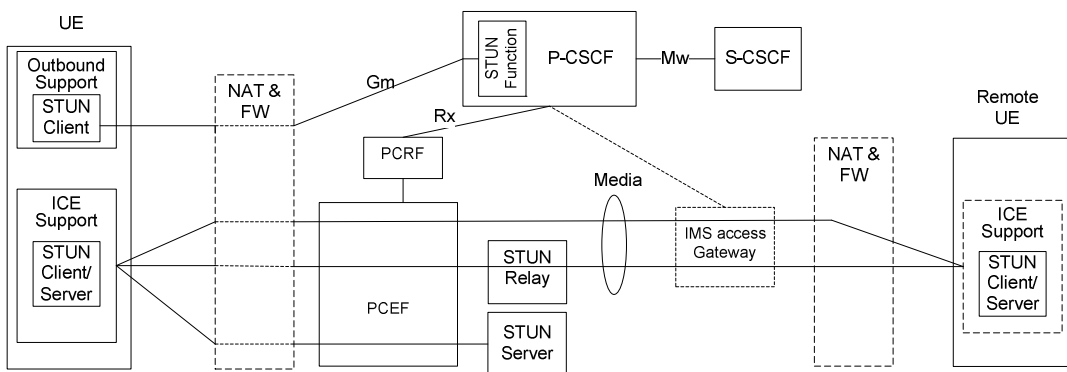 UE
Outbound
Support
STUN
Client
ICE
Support
STUN
Client/
Server
NAT &
FW
Gm
STUN
Function
P-CSCF
Mw
S-CSCF
Rx
PCRF
PCEF
Media
STUN
Relay
STUN
Server
IMS access
Gateway
NAT &
FW
Remote
UE
ICE
Support
STUN
Client/
Server